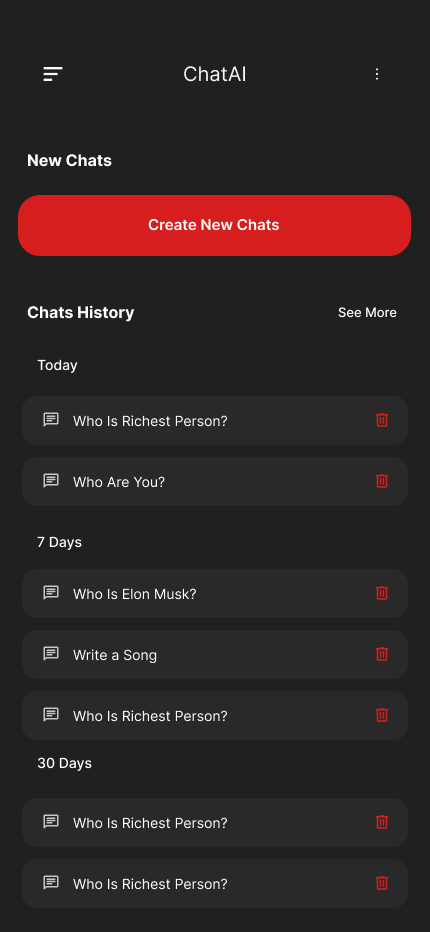 ChatAI
New Chats
Create New Chats
Chats History
See More
Today
Who Is Richest Person?
Who Are You?
7 Days
Who Is Elon Musk?
Write a Song
Who Is Richest Person?
30 Days
Who Is Richest Person?
Who Is Richest Person?